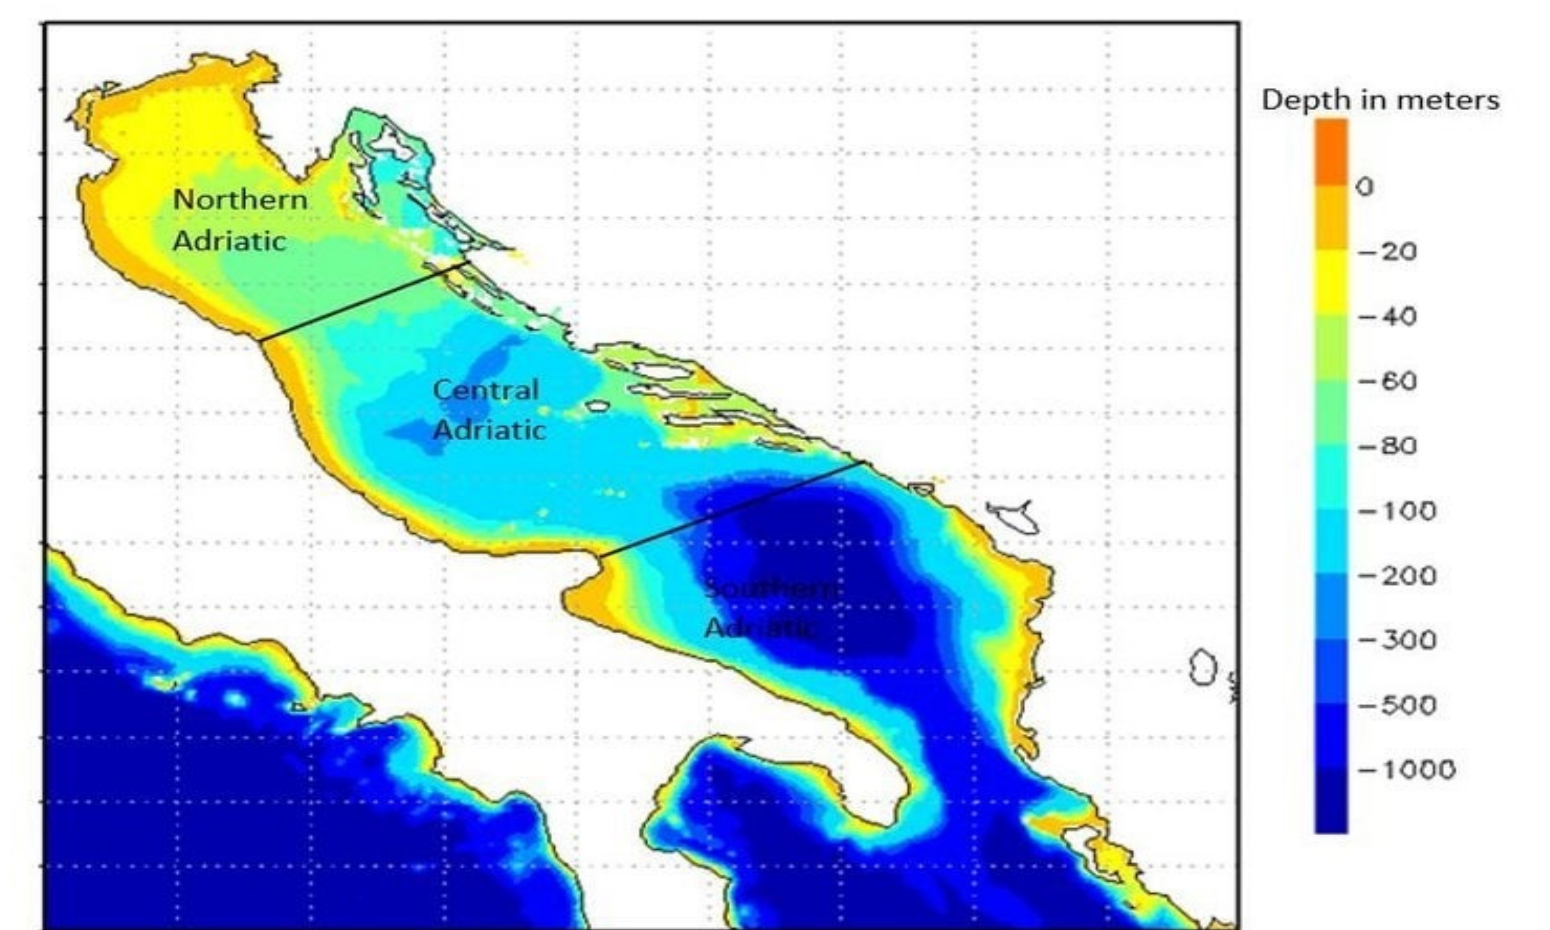 Depth in meters
0
-20
-40
-60
-80
-100
-200
-300
-500
-1000
Northern
Adriatic
Central
Adriatic
Southern
Adriatic